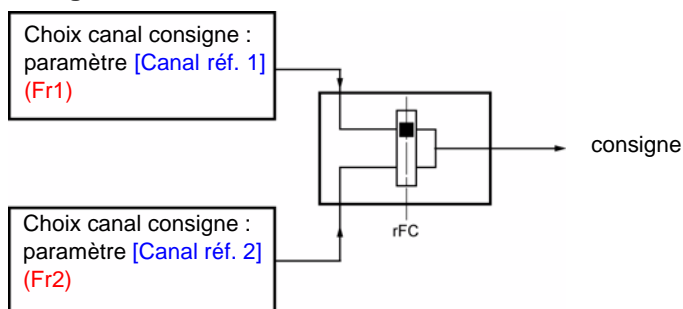 Choix canal consigne :
paramètre [Canal réf. 1]
(Fr1)
consigne
rFC
Choix canal consigne :
paramètre [Canal réf. 2]
(Fr2)